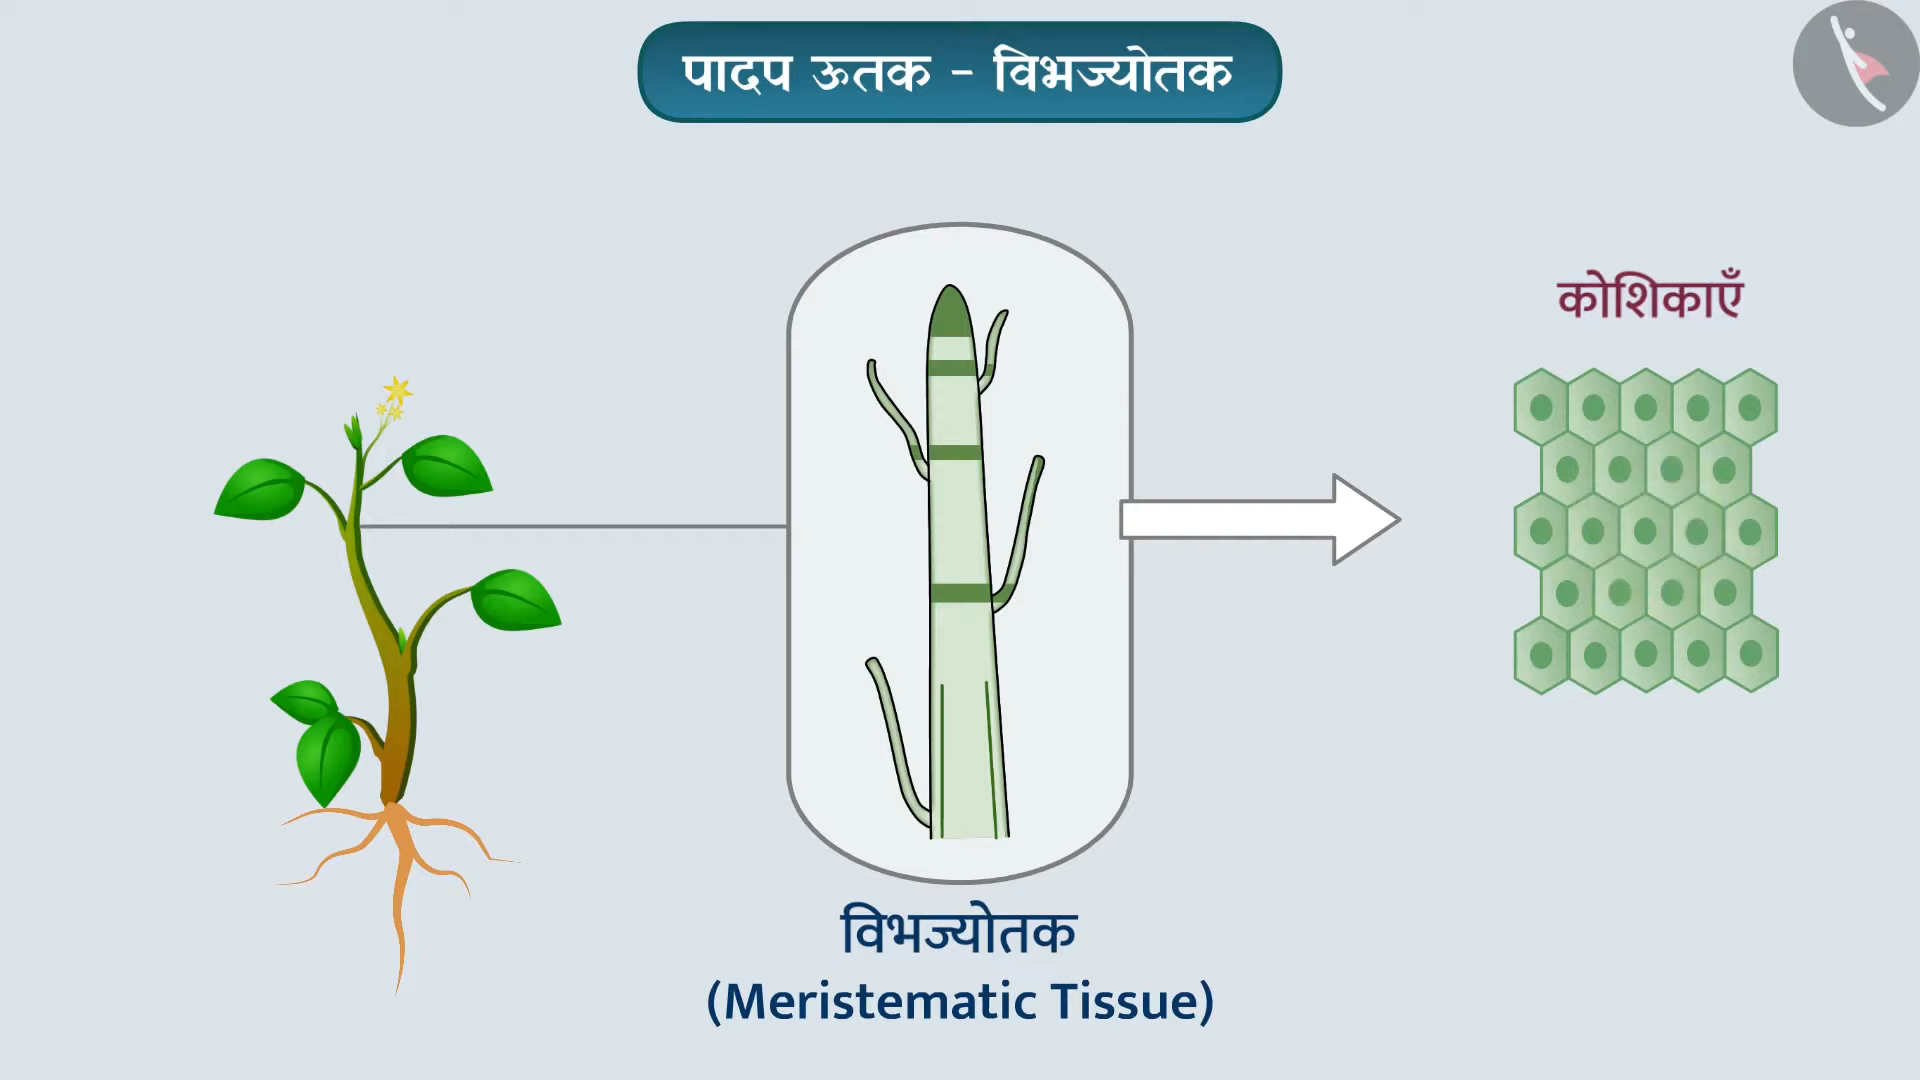 पादप ऊतक - विभज्योतक
कोशिकाएँ
विभज्योतक
(Meristematic Tissue)